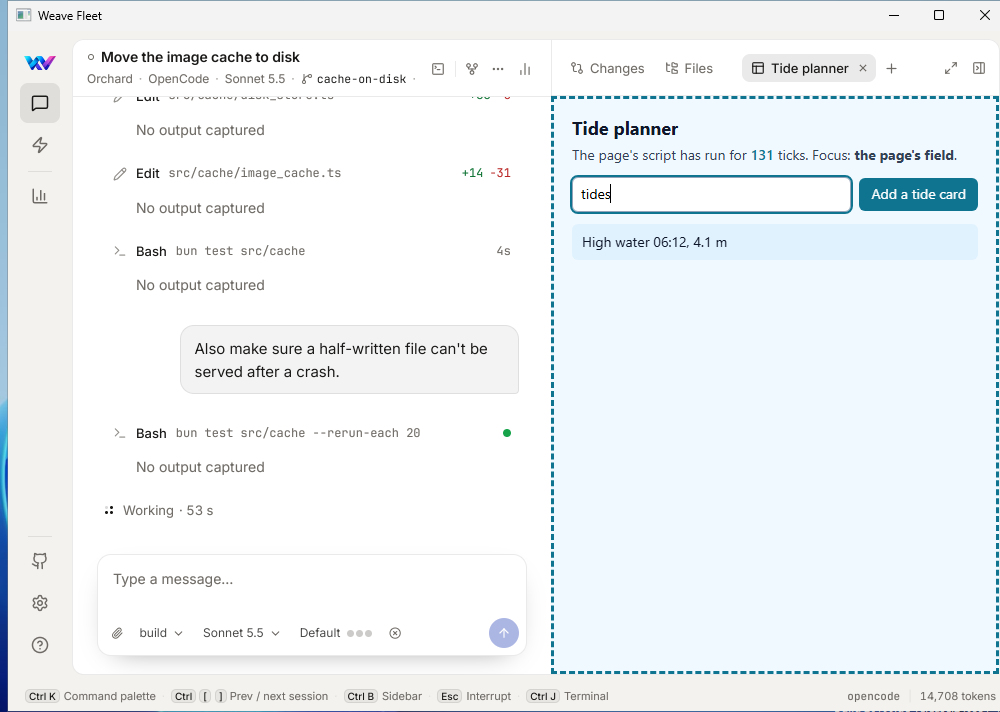 Weave Fleet
Move the image cache to disk
Orchard · OpenCode · Sonnet 5.5 · cache-on-disk ·
Edit
No output captured
Edit src/cache/image_cache.ts +14 -31
No output captured
>_ Bash bun test src/cache 4s
No output captured
Also make sure a half-written file can't be
served after a crash.
>_ Bash bun test src/cache --rerun-each 20
No output captured
Working · 53 s
Type a message...
build Sonnet 5.5 Default
Changes Files Tide planner × +
Tide planner
The page's script has run for 131 ticks. Focus: the page's field.
tides Add a tide card
High water 06:12, 4.1 m
Ctrl K Command palette Ctrl [ ] Prev / next session Ctrl B Sidebar Esc Interrupt Ctrl J Terminal opencode 14,708 tokens